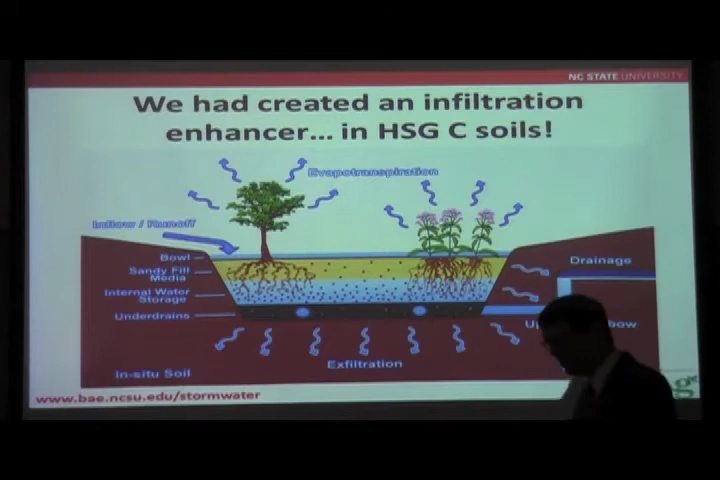 NC STATE UNIVERSITY
We had created an infiltration
enhancer... in HSG C soils!
Evapotranspiration
Inflow / Runoff
Bowl
Sandy Fill
Media
Internal Water
Storage
Underdrains
Drainage
Exfiltration
In-situ Soil
www.bae.ncsu.edu/stormwater